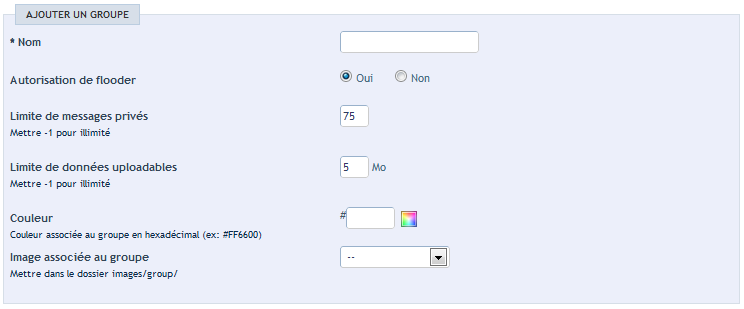 AJOUTER UN GROUPE
* Nom
Autorisation de flooder Oui Non
Limite de messages privés 75
Mettre -1 pour illimité
Limite de données uploadables 5 Mo
Mettre -1 pour illimité
Couleur #
Couleur associée au groupe en hexadécimal (ex: #FF6600)
Image associée au groupe --
Mettre dans le dossier images/group/